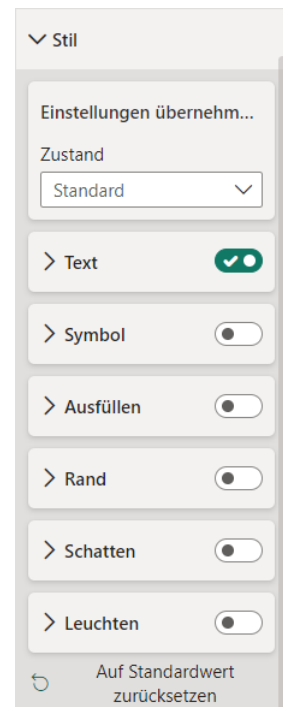 Stil
Einstellungen übernehm...
Zustand
Standard
Text
Symbol
Ausfüllen
Rand
Schatten
Leuchten
Auf Standardwert
zurücksetzen